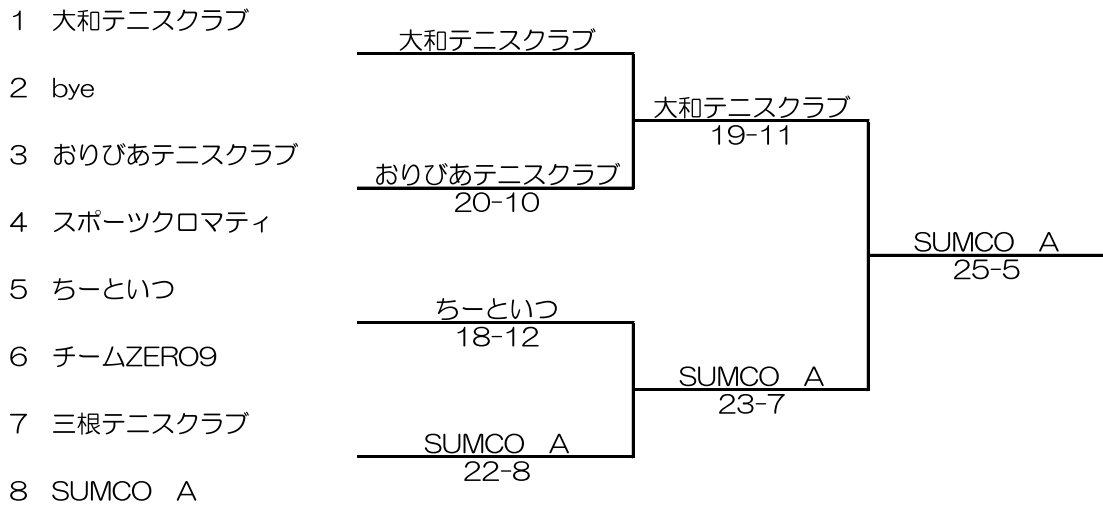 1 大和テニスクラブ
大和テニスクラブ
2 bye
大和テニスクラブ
19-11
3 おりびあテニスクラブ
おりびあテニスクラブ
20-10
4 スポーツクロマティ
SUMCO A
25-5
5 ちーといつ
ちーといつ
18-12
6 チームZERO9
SUMCO A
23-7
7 三根テニスクラブ
SUMCO A
22-8
8 SUMCO A